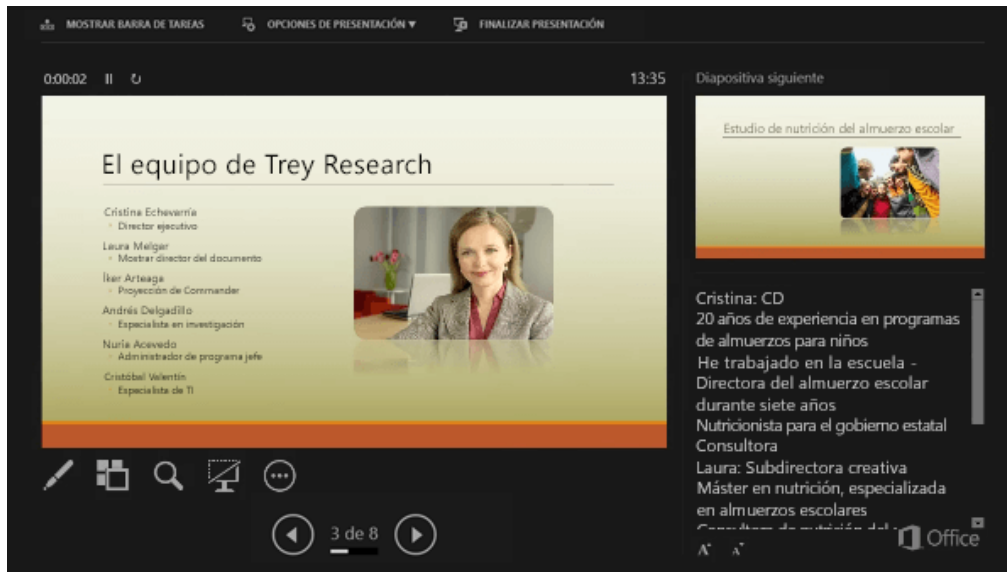 MOSTRAR BARRA DE TAREAS
OPCIONES DE PRESENTACIÓN ▼
FINALIZAR PRESENTACIÓN
0:00:02
13:35
El equipo de Trey Research
Cristina Echeverría
Director ejecutivo
Laura Melgar
Mostrar director del documento
Íker Arteaga
Proyección de Commander
Andrés Delgadillo
Especialista en investigación
Nuria Acevedo
Administrador de programa jefe
Cristóbal Valentín
Especialista de TI
3 de 8
Diapositiva siguiente
Estudio de nutrición del almuerzo escolar
Cristina: CD
20 años de experiencia en programas
de almuerzos para niños
He trabajado en la escuela -
Directora del almuerzo escolar
durante siete años
Nutricionista para el gobierno estatal
Consultora
Laura: Subdirectora creativa
Máster en nutrición, especializada
en almuerzos escolares
A A
Office